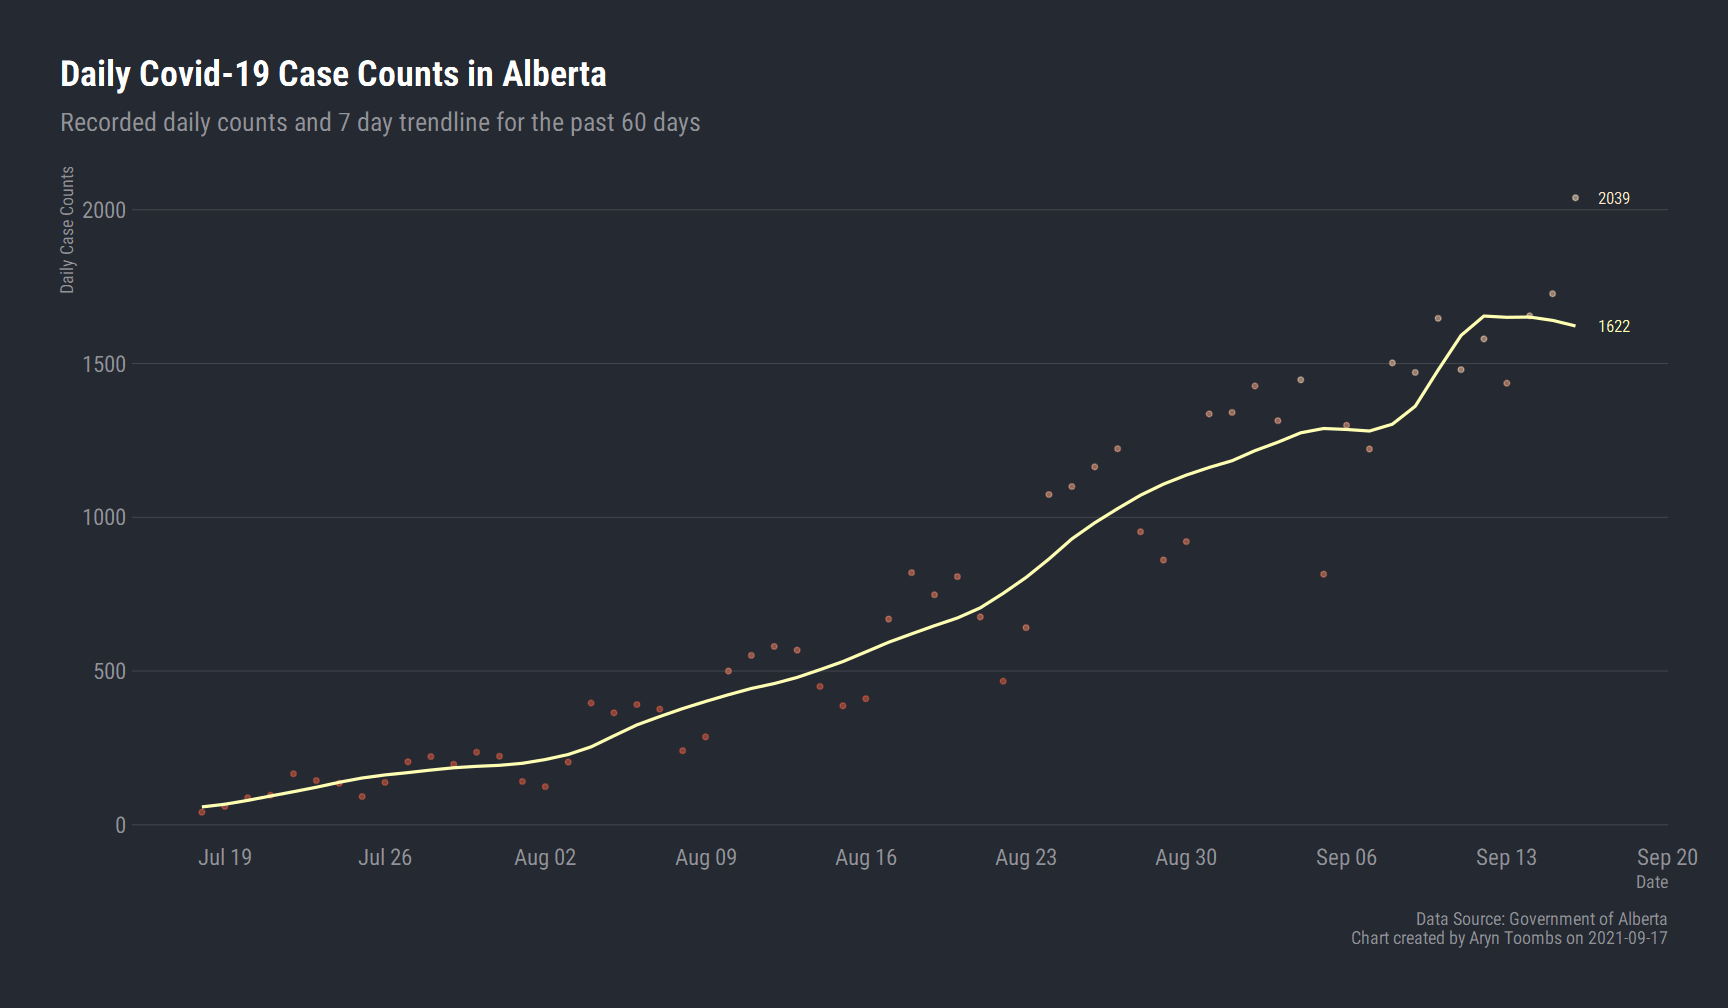 Daily Covid-19 Case Counts in Alberta
Recorded daily counts and 7 day trendline for the past 60 days
Daily Case Counts
2000
1500
1000
500
0
2039
1622
Jul 19 Jul 26 Aug 02 Aug 09 Aug 16 Aug 23 Aug 30 Sep 06 Sep 13 Sep 20
Date
Data Source: Government of Alberta
Chart created by Aryn Toombs on 2021-09-17